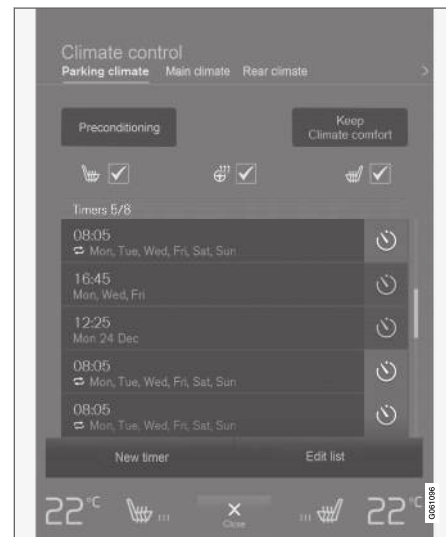 Climate control
Parking climate Main climate Rear climate >
Preconditioning
Keep
Climate comfort
Timers 5/8
08:05
Mon, Tue, Wed, Fri, Sat, Sun
16:45
Mon, Wed, Fri
12:25
Mon 24 Dec
08:05
Mon, Tue, Wed, Fri, Sat, Sun
08:05
Mon, Tue, Wed, Fri, Sat, Sun
New timer Edit list
22°C 22°C
Close
G061096